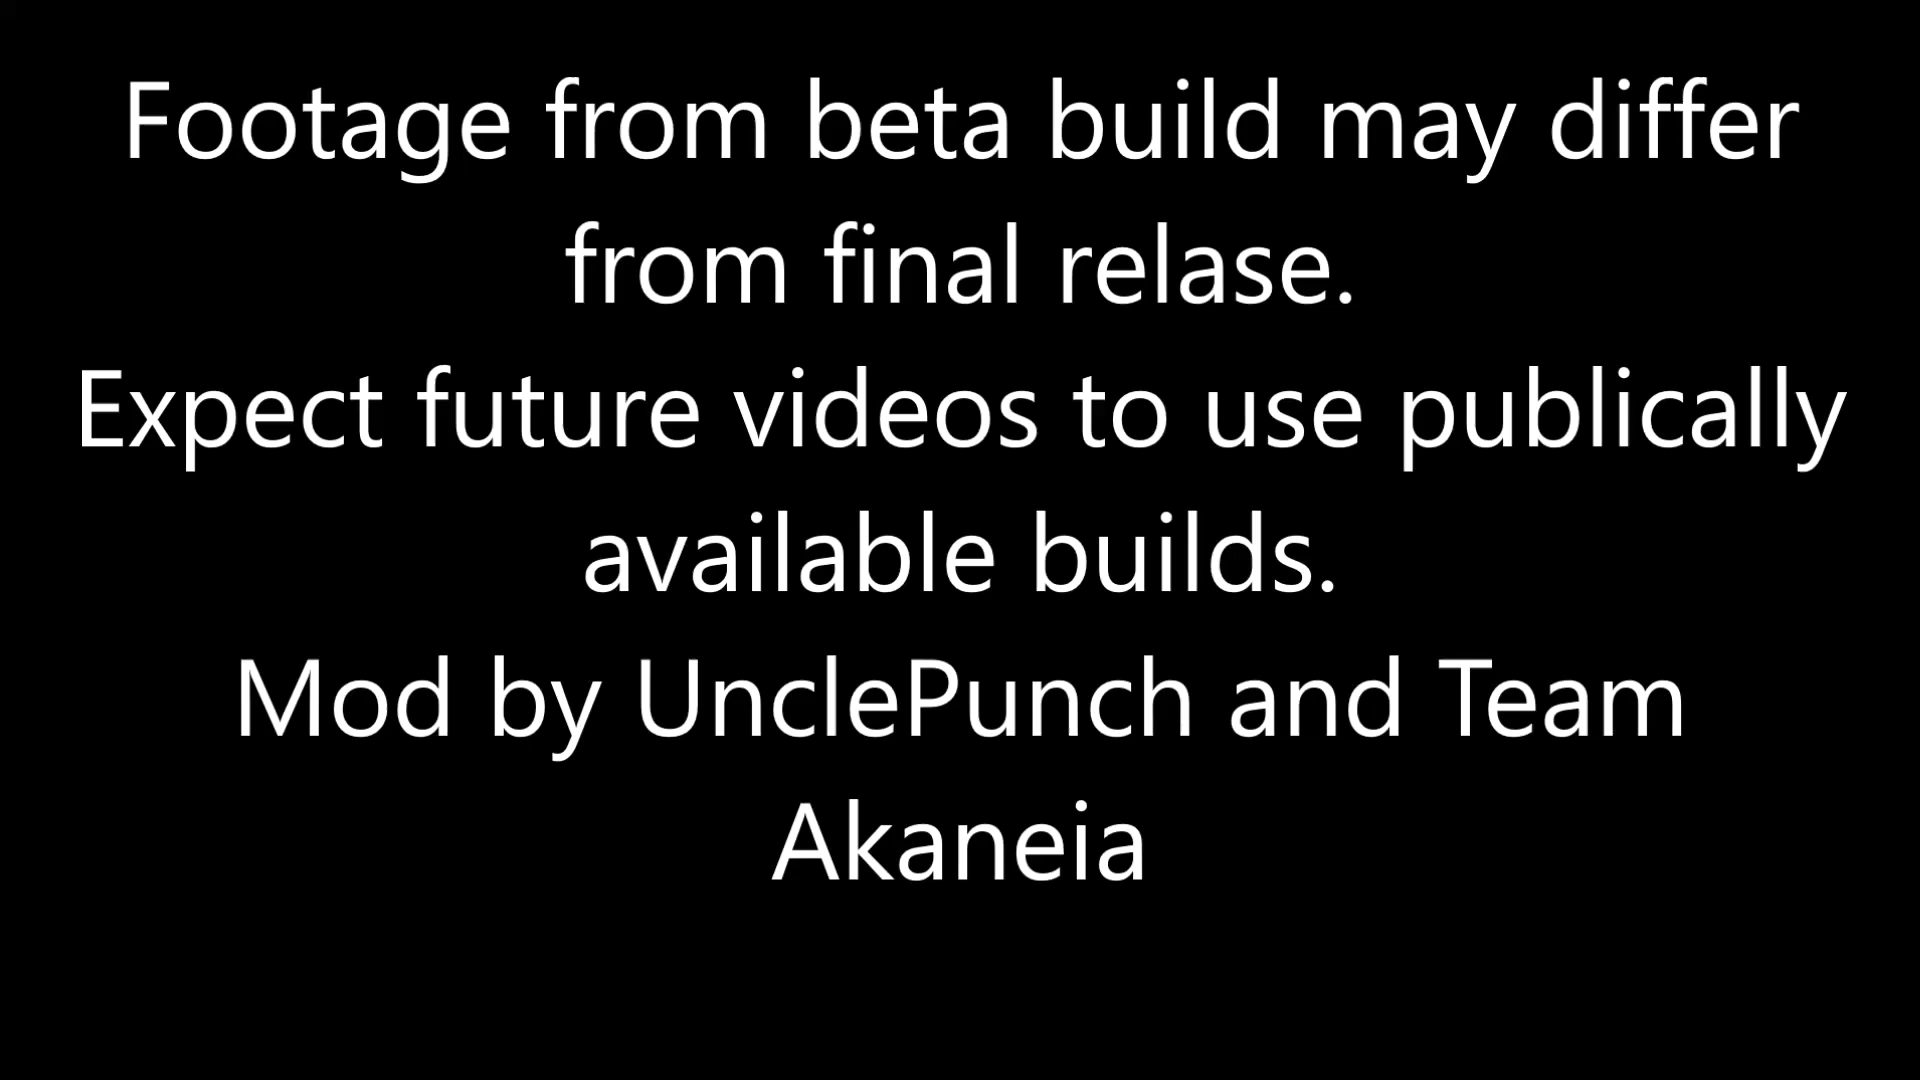 Footage from beta build may differ
from final relase.
Expect future videos to use publically
available builds.
Mod by UnclePunch and Team
Akaneia